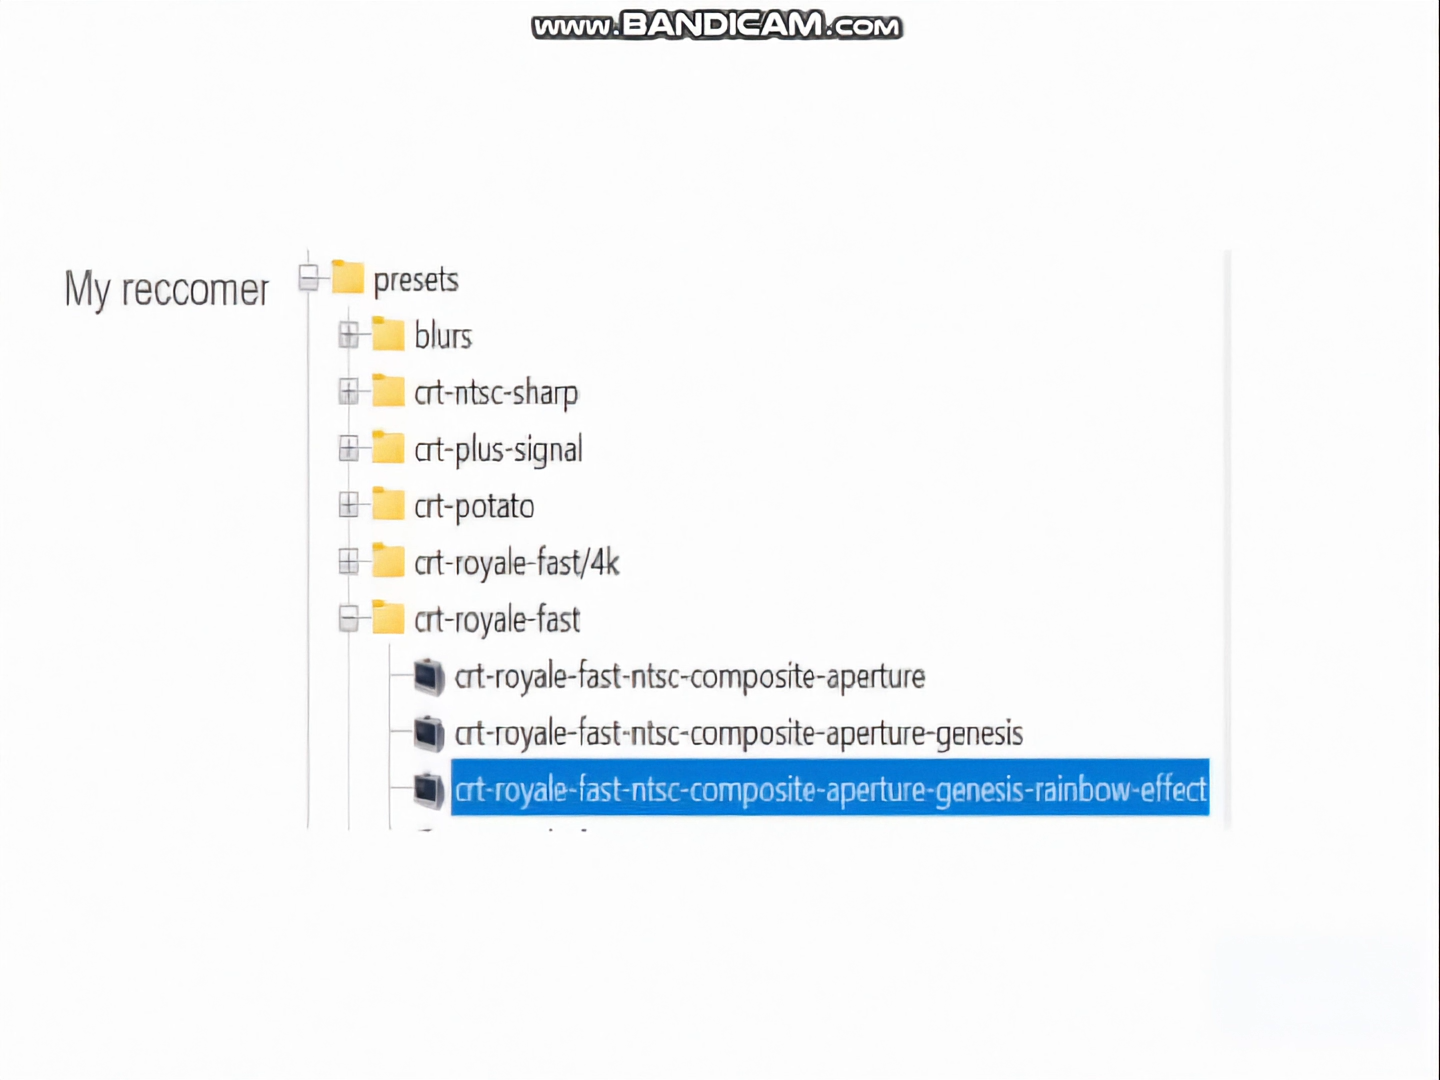 www.BANDICAM.com
My reccomer
presets
blurs
crt-ntsc-sharp
crt-plus-signal
crt-potato
crt-royale-fast/4k
crt-royale-fast
crt-royale-fast-ntsc-composite-aperture
crt-royale-fast-ntsc-composite-aperture-genesis
crt-royale-fast-ntsc-composite-aperture-genesis-rainbow-effect